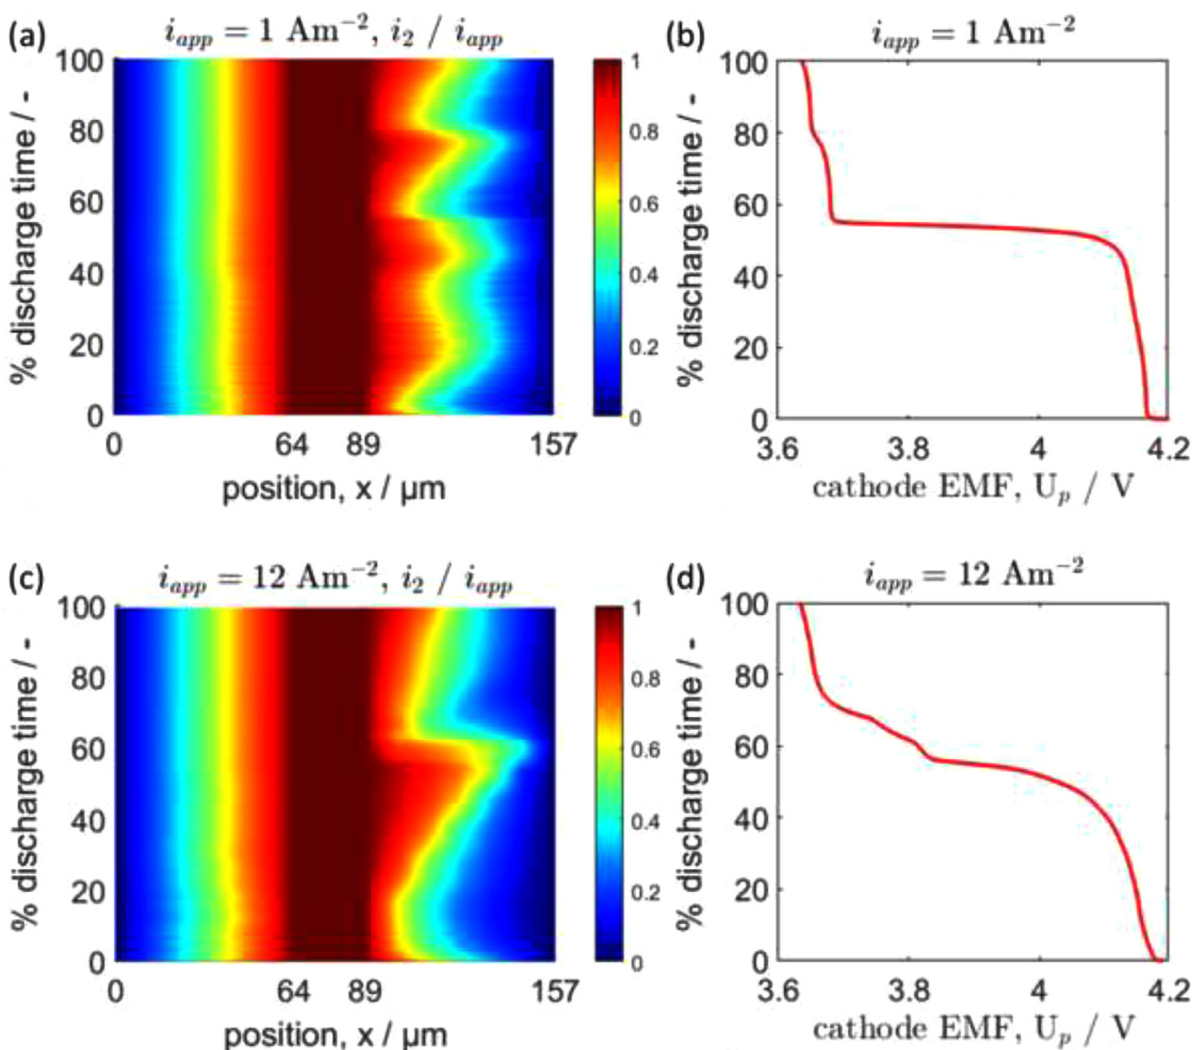 (a)
i_app = 1 Am⁻², i₂ / i_app
% discharge time / -
100
80
60
40
20
0
0 64 89 157
position, x / μm
1
0.8
0.6
0.4
0.2
0
(b)
i_app = 1 Am⁻²
% discharge time / -
100
80
60
40
20
0
3.6 3.8 4 4.2
cathode EMF, U_p / V
(c)
i_app = 12 Am⁻², i₂ / i_app
% discharge time / -
100
80
60
40
20
0
0 64 89 157
position, x / μm
1
0.8
0.6
0.4
0.2
0
(d)
i_app = 12 Am⁻²
% discharge time / -
100
80
60
40
20
0
3.6 3.8 4 4.2
cathode EMF, U_p / V